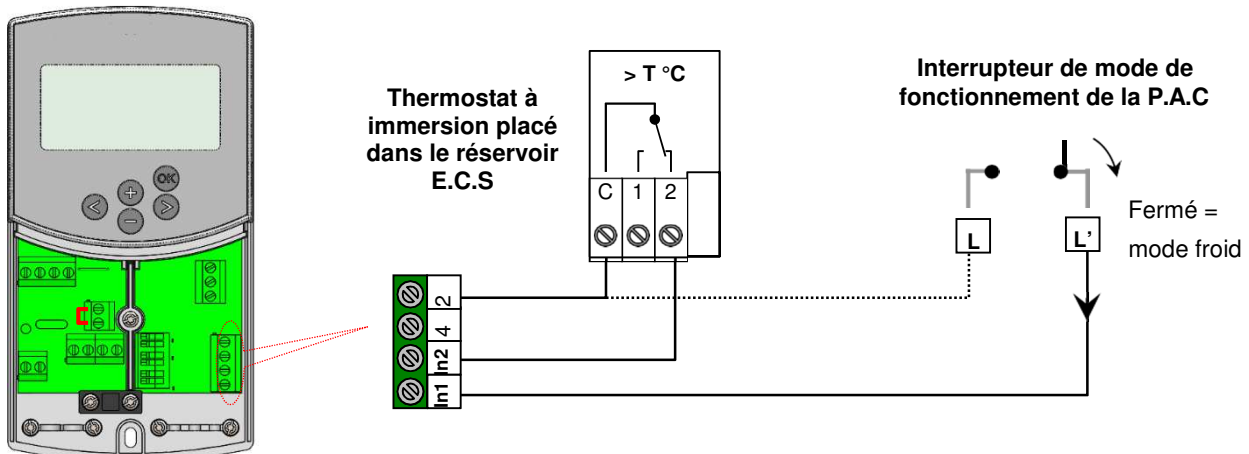 OK
+
<
>
−
Thermostat à
immersion placé
dans le réservoir
E.C.S
> T °C
C 1 2
2
4
In2
In1
Interrupteur de mode de
fonctionnement de la P.A.C
L
L’
Fermé =
mode froid